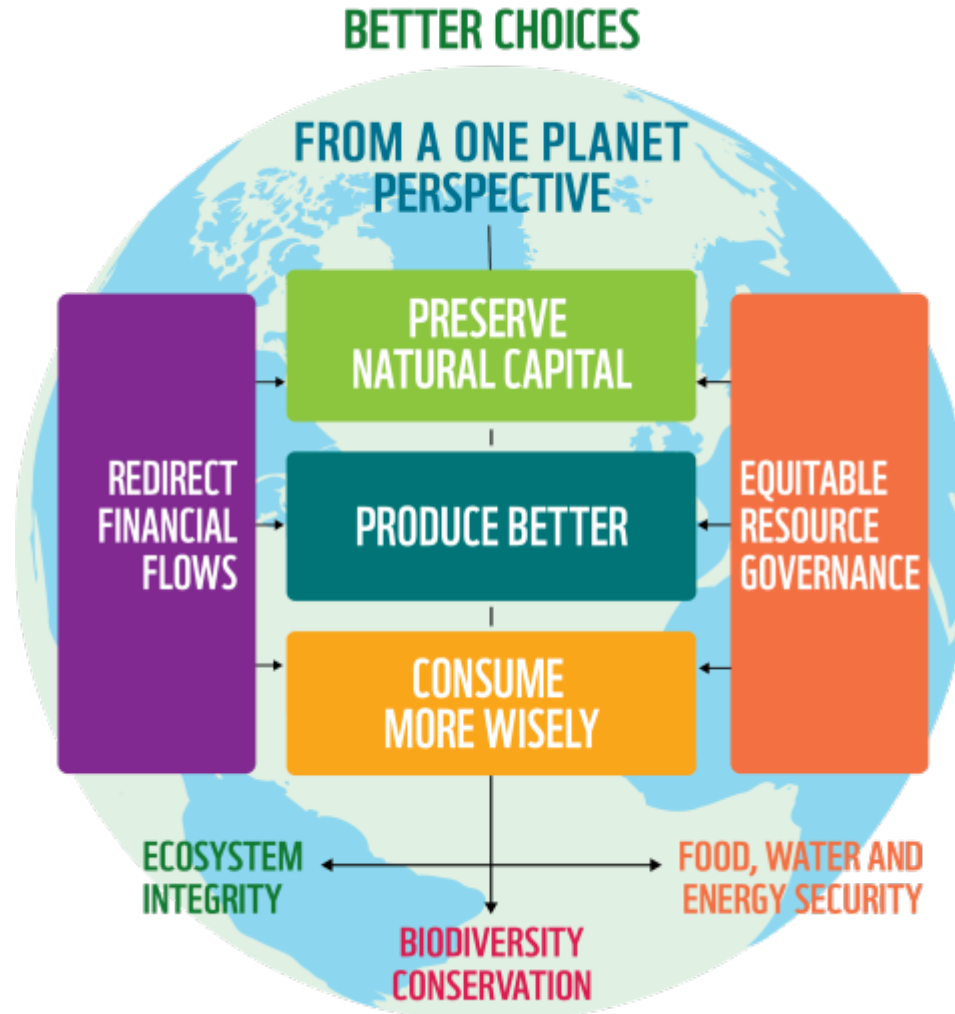 BETTER CHOICES
FROM A ONE PLANET
PERSPECTIVE
PRESERVE
NATURAL CAPITAL
REDIRECT
FINANCIAL
FLOWS
PRODUCE BETTER
EQUITABLE
RESOURCE
GOVERNANCE
CONSUME
MORE WISELY
ECOSYSTEM
INTEGRITY
FOOD, WATER AND
ENERGY SECURITY
BIODIVERSITY
CONSERVATION